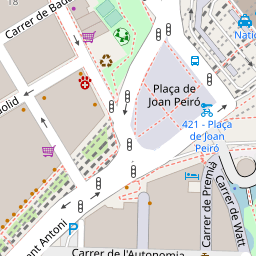 18
Carrer de Bad
Natio
Plaça de
Joan Peiró
421 - Plaça
de Joan
Peiró
olid
Carrer de Premià
Carrer de Watt
nt Antoni
P
Carrer de l'Autonomia